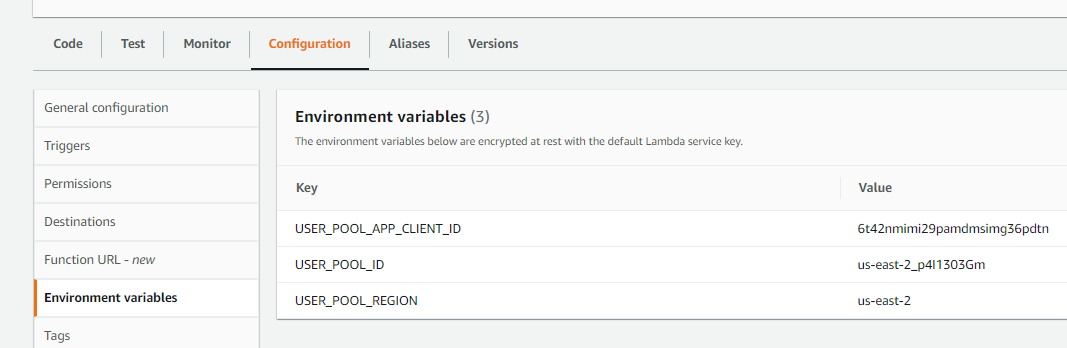 Code Test Monitor Configuration Aliases Versions
General configuration
Triggers
Permissions
Destinations
Function URL - new
Environment variables
Tags
Environment variables (3)
The environment variables below are encrypted at rest with the default Lambda service key.
Key Value
USER_POOL_APP_CLIENT_ID 6t42nmimi29pamdmsimg36pdtn
USER_POOL_ID us-east-2_p4I1303Gm
USER_POOL_REGION us-east-2